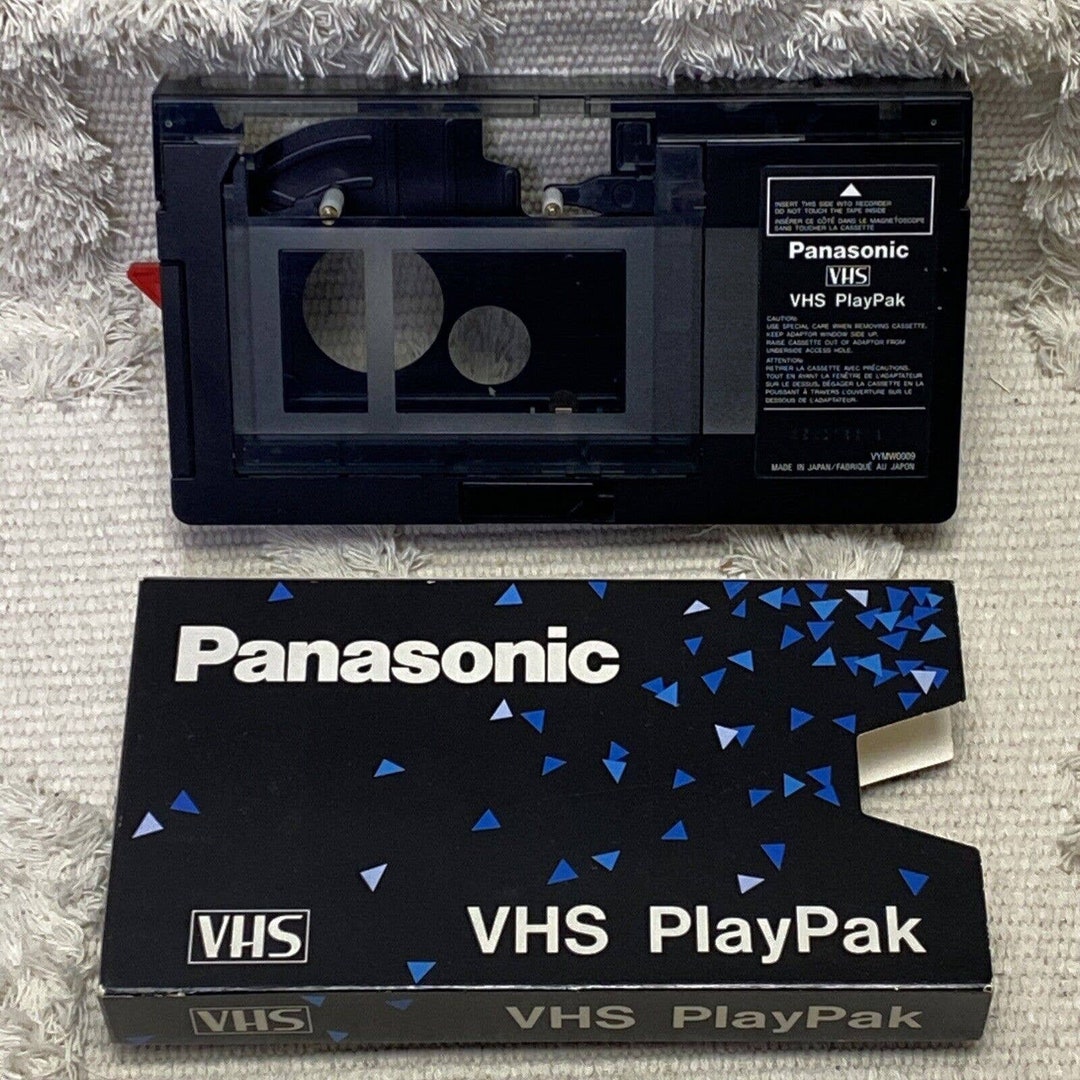 INSERT THIS SIDE INTO RECORDER
DO NOT TOUCH THE TAPE INSIDE
INSÉRER CE CÔTÉ DANS LE MAGNÉTOSCOPE
SANS TOUCHER LA CASSETTE
Panasonic
VHS
VHS PlayPak
CAUTION:
USE SPECIAL CARE WHEN REMOVING CASSETTE.
KEEP ADAPTOR WINDOW SIDE UP.
RAISE CASSETTE OUT OF ADAPTOR FROM
UNDERSIDE ACCESS HOLE.
ATTENTION:
RETIRER LA CASSETTE AVEC PRÉCAUTIONS.
TOUT EN AYANT LA FENÊTRE DE L'ADAPTATEUR
SUR LE DESSUS, DÉGAGER LA CASSETTE EN LA
POUSSANT À TRAVERS L'OUVERTURE SUR LE
DESSOUS DE L'ADAPTATEUR.
VYMW0009
MADE IN JAPAN/FABRIQUÉ AU JAPON
Panasonic
VHS VHS PlayPak
VHS VHS PlayPak